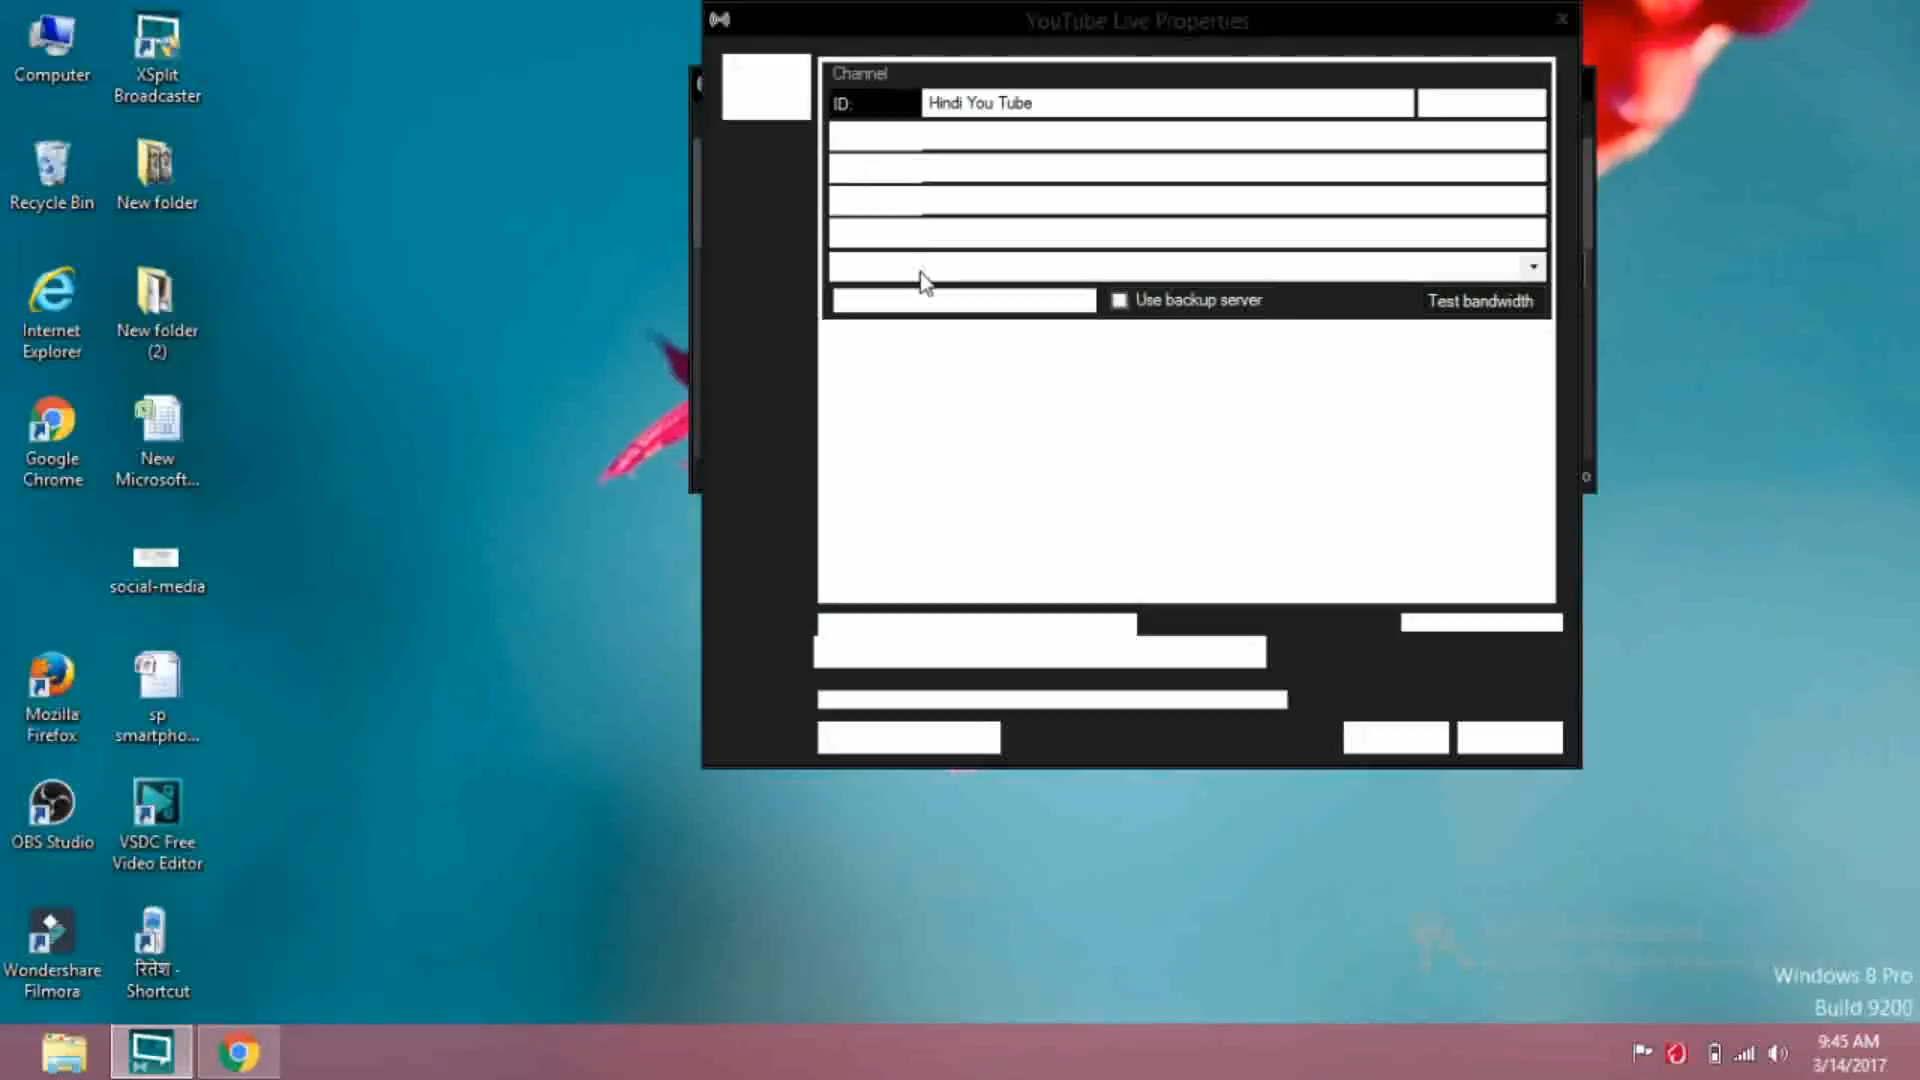 Computer
XSplit
Broadcaster
Recycle Bin
New folder
Internet
Explorer
New folder
(2)
Google
Chrome
New
Microsoft...
social-media
Mozilla
Firefox
sp
smartpho...
OBS Studio
VSDC Free
Video Editor
Wondershare
Filmora
रितेश -
Shortcut
YouTube Live Properties
Channel
ID:
Hindi You Tube
Use backup server
Test bandwidth
Windows 8 Pro
Build 9200
9:45 AM
3/14/2017